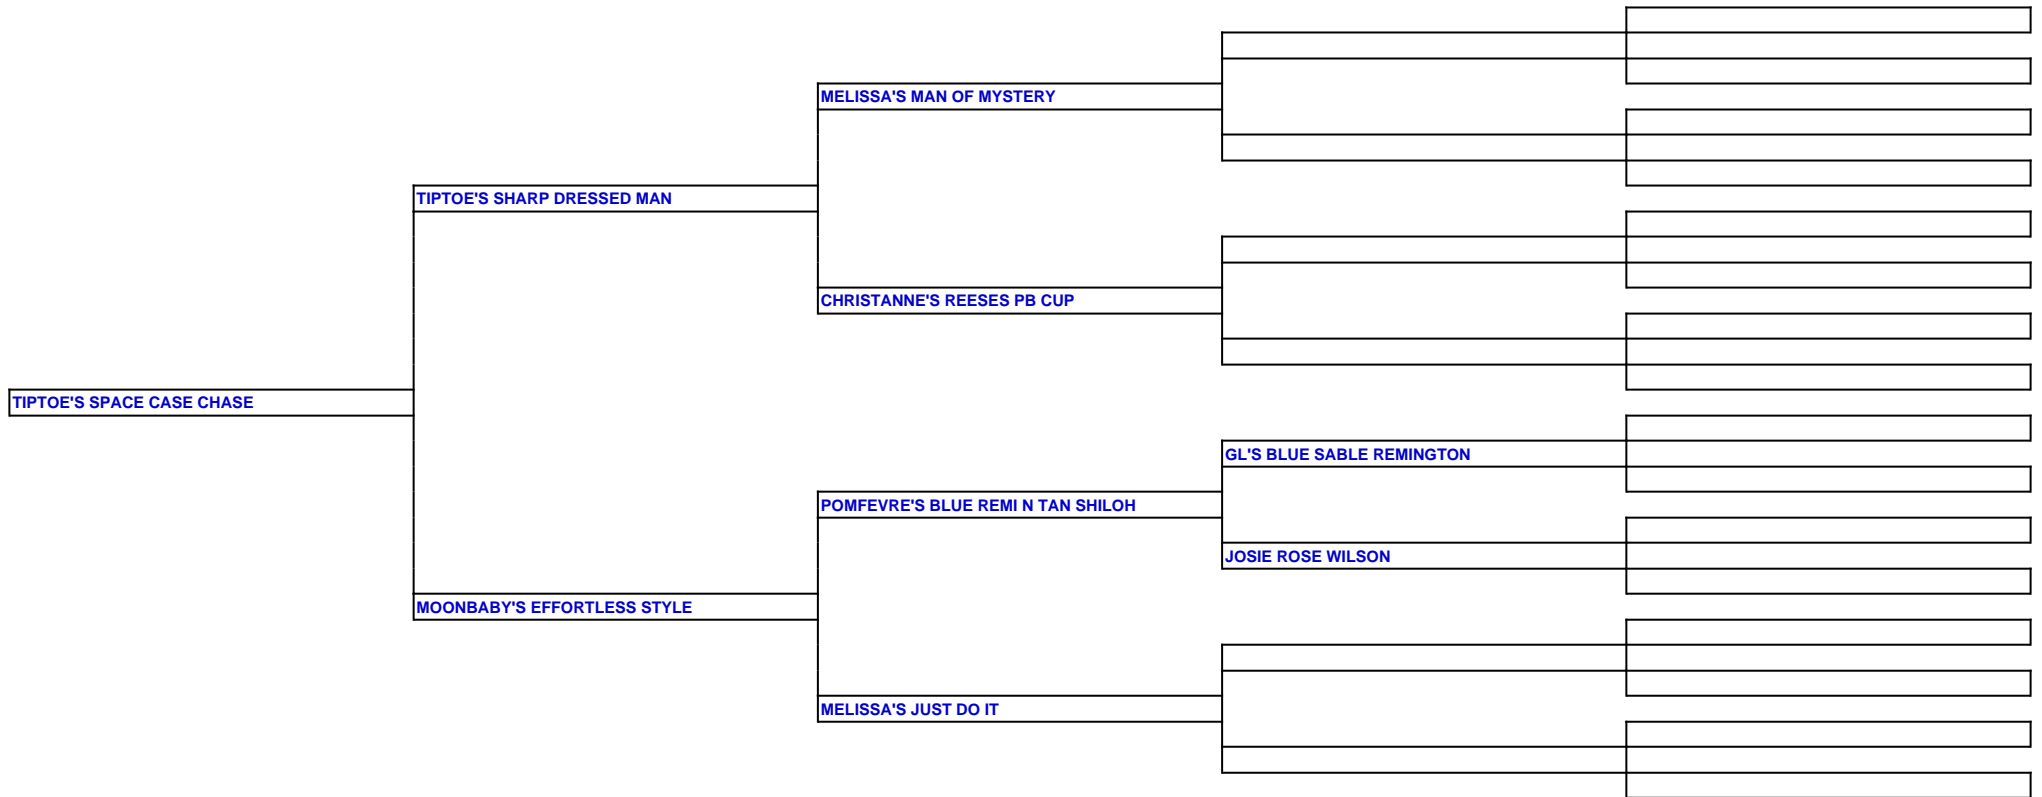 MELISSA'S MAN OF MYSTERY
TIPTOE'S SHARP DRESSED MAN
CHRISTANNE'S REESES PB CUP
TIPTOE'S SPACE CASE CHASE
GL'S BLUE SABLE REMINGTON
POMFEVRE'S BLUE REMI N TAN SHILOH
JOSIE ROSE WILSON
MOONBABY'S EFFORTLESS STYLE
MELISSA'S JUST DO IT